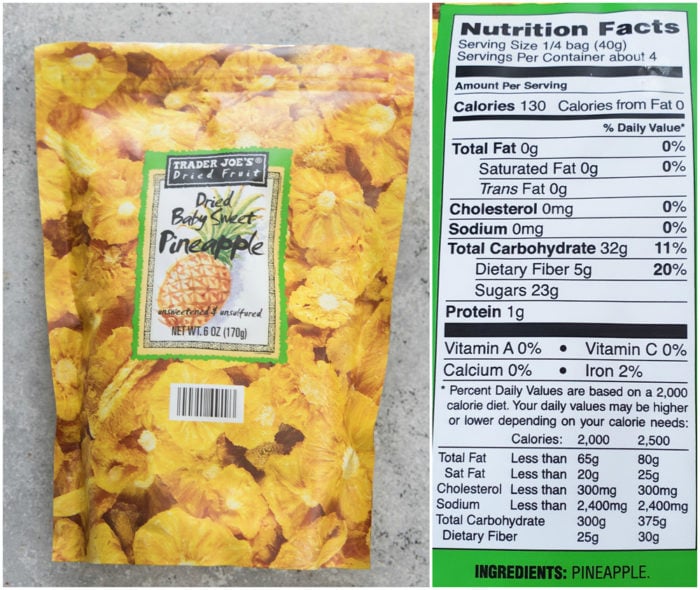 TRADER JOE'S®
Dried Fruit
Dried
Baby Sweet
Pineapple
unsweetened & unsulfured
NET WT. 6 OZ (170g)
Nutrition Facts
Serving Size 1/4 bag (40g)
Servings Per Container about 4
Amount Per Serving
Calories 130 Calories from Fat 0
% Daily Value*
Total Fat 0g 0%
Saturated Fat 0g 0%
Trans Fat 0g
Cholesterol 0mg 0%
Sodium 0mg 0%
Total Carbohydrate 32g 11%
Dietary Fiber 5g 20%
Sugars 23g
Protein 1g
Vitamin A 0% • Vitamin C 0%
Calcium 0% • Iron 2%
* Percent Daily Values are based on a 2,000
calorie diet. Your daily values may be higher
or lower depending on your calorie needs:
Calories: 2,000 2,500
Total Fat Less than 65g 80g
Sat Fat Less than 20g 25g
Cholesterol Less than 300mg 300mg
Sodium Less than 2,400mg 2,400mg
Total Carbohydrate 300g 375g
Dietary Fiber 25g 30g
INGREDIENTS: PINEAPPLE.